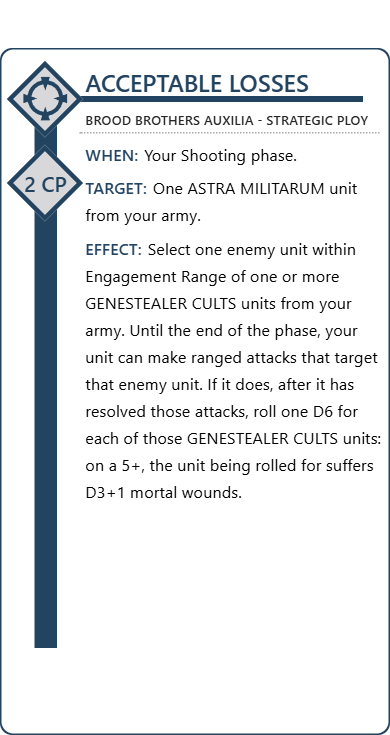 ACCEPTABLE LOSSES
BROOD BROTHERS AUXILIA - STRATEGIC PLOY
WHEN: Your Shooting phase.
2 CP
TARGET: One ASTRA MILITARUM unit
from your army.
EFFECT: Select one enemy unit within
Engagement Range of one or more
GENESTEALER CULTS units from your
army. Until the end of the phase, your
unit can make ranged attacks that target
that enemy unit. If it does, after it has
resolved those attacks, roll one D6 for
each of those GENESTEALER CULTS units:
on a 5+, the unit being rolled for suffers
D3+1 mortal wounds.